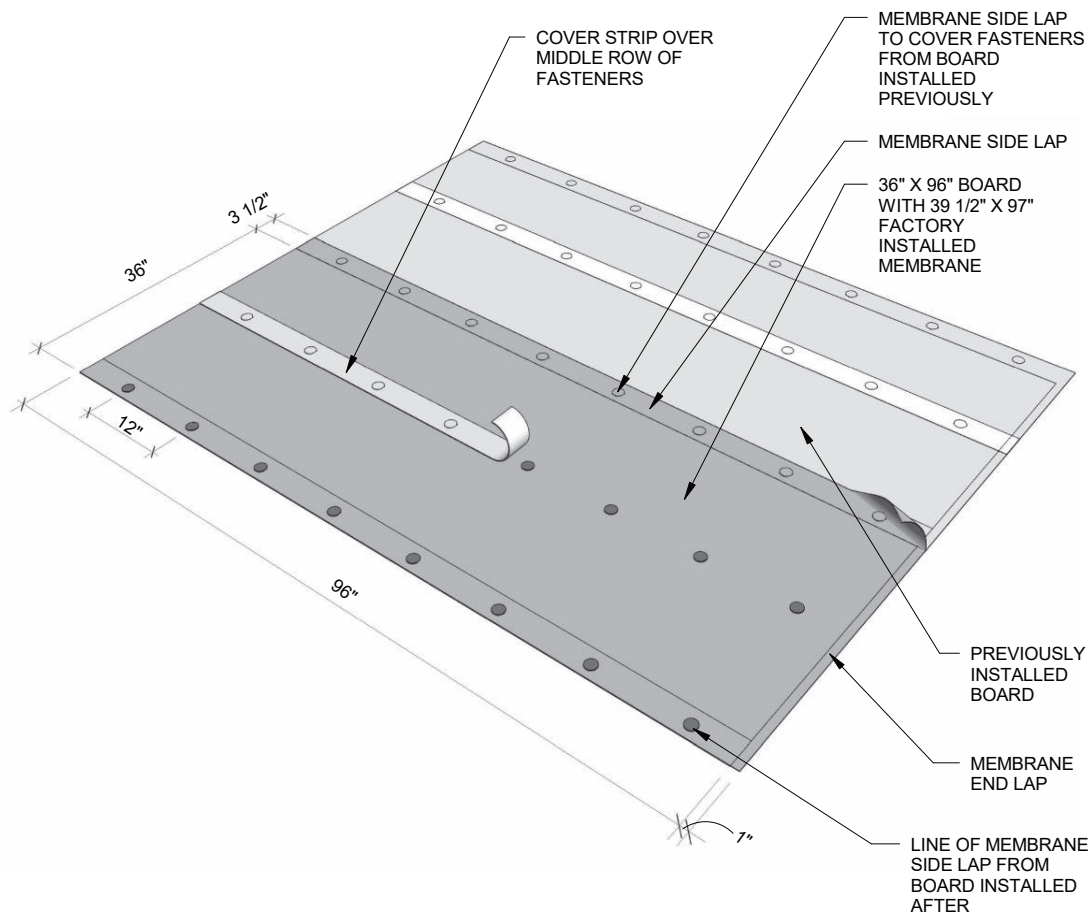 COVER STRIP OVER
MIDDLE ROW OF
FASTENERS
MEMBRANE SIDE LAP
TO COVER FASTENERS
FROM BOARD
INSTALLED
PREVIOUSLY
MEMBRANE SIDE LAP
36" X 96" BOARD
WITH 39 1/2" X 97"
FACTORY
INSTALLED
MEMBRANE
3 1/2"
36"
12"
96"
1"
PREVIOUSLY
INSTALLED
BOARD
MEMBRANE
END LAP
LINE OF MEMBRANE
SIDE LAP FROM
BOARD INSTALLED
AFTER